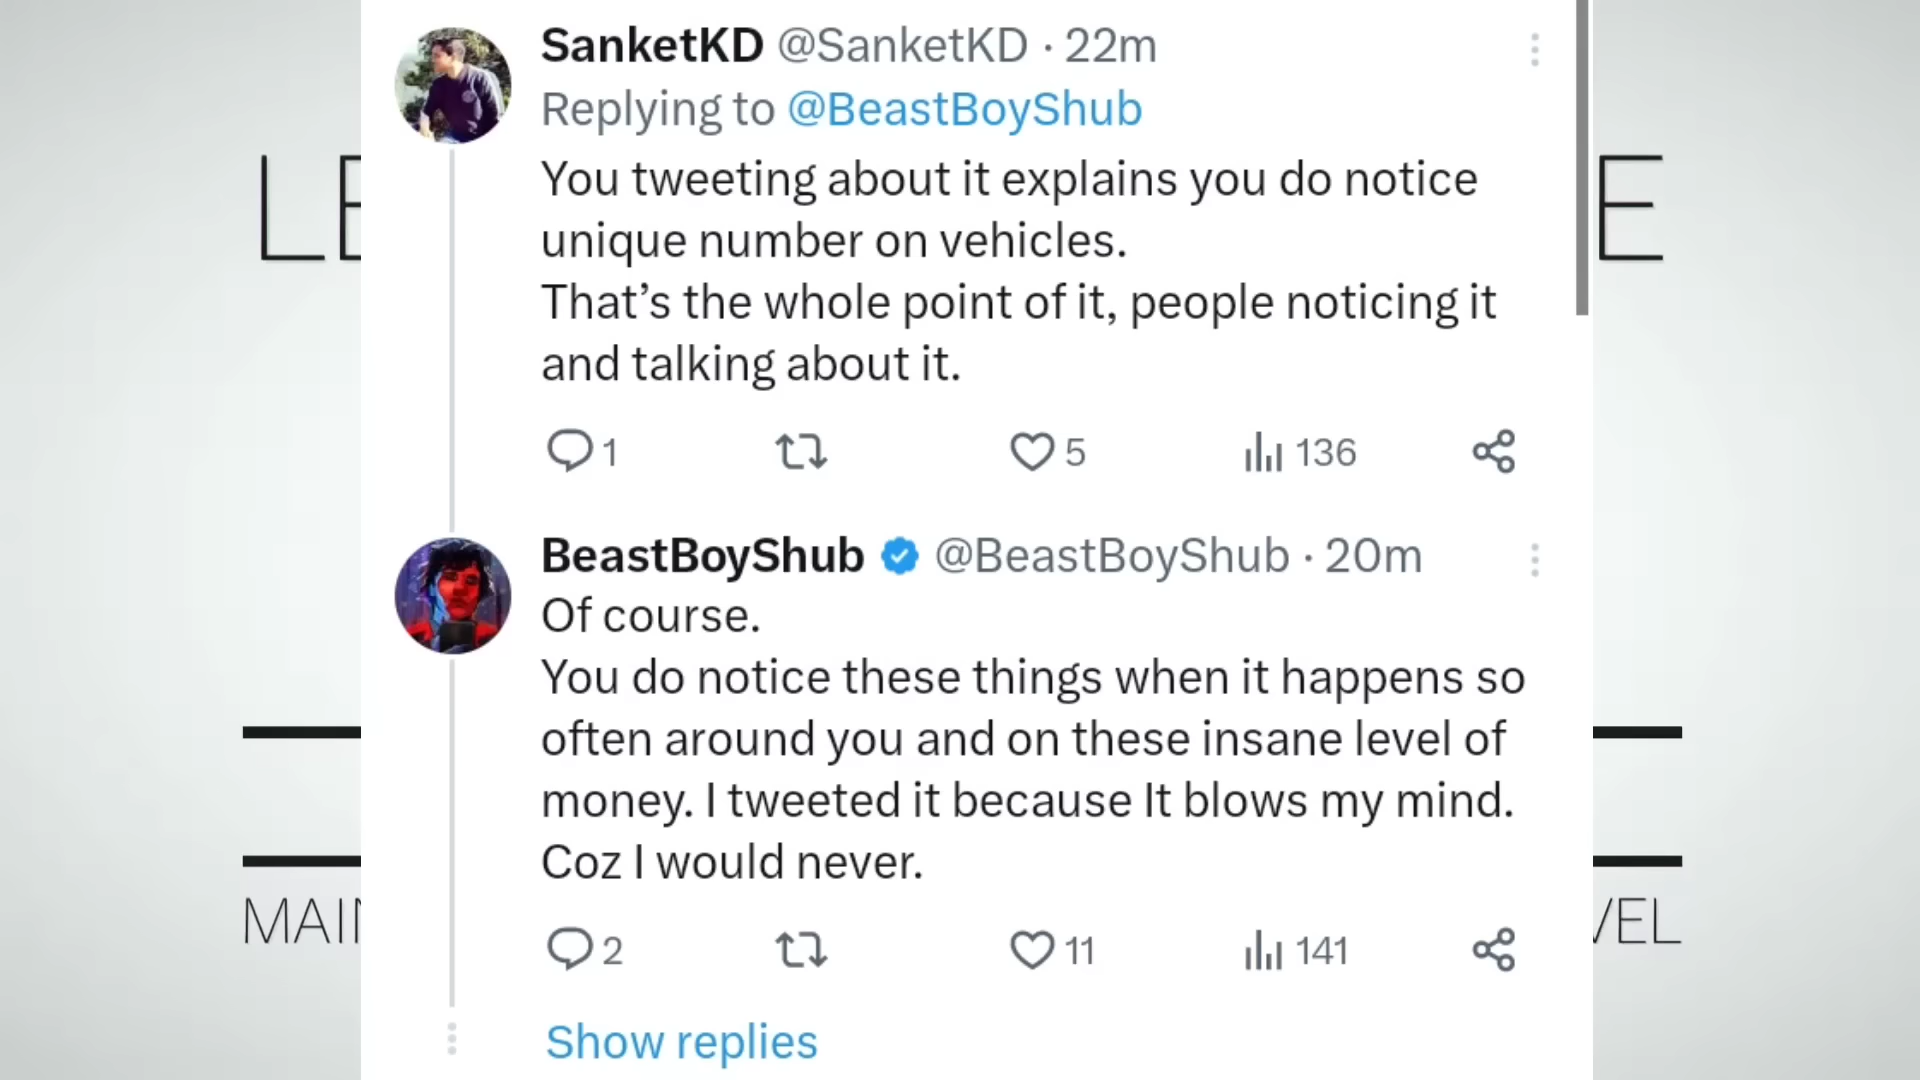 SanketKD @SanketKD · 22m
Replying to @BeastBoyShub
You tweeting about it explains you do notice
unique number on vehicles.
That’s the whole point of it, people noticing it
and talking about it.
1 5 136
BeastBoyShub @BeastBoyShub · 20m
Of course.
You do notice these things when it happens so
often around you and on these insane level of
money. I tweeted it because It blows my mind.
Coz I would never.
2 11 141
Show replies